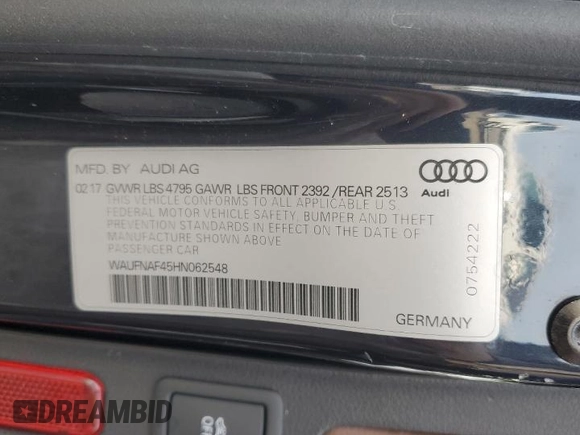 MFD. BY AUDI AG
02 17 GVWR LBS 4795 GAWR LBS FRONT 2392 /REAR 2513
THIS VEHICLE CONFORMS TO ALL APPLICABLE U.S
FEDERAL MOTOR VEHICLE SAFETY, BUMPER AND THEFT
PREVENTION STANDARDS IN EFFECT ON THE DATE OF
MANUFACTURE SHOWN ABOVE
PASSENGER CAR
WAUFNAF45HN062548
Audi
0754222
GERMANY
DREAMBID